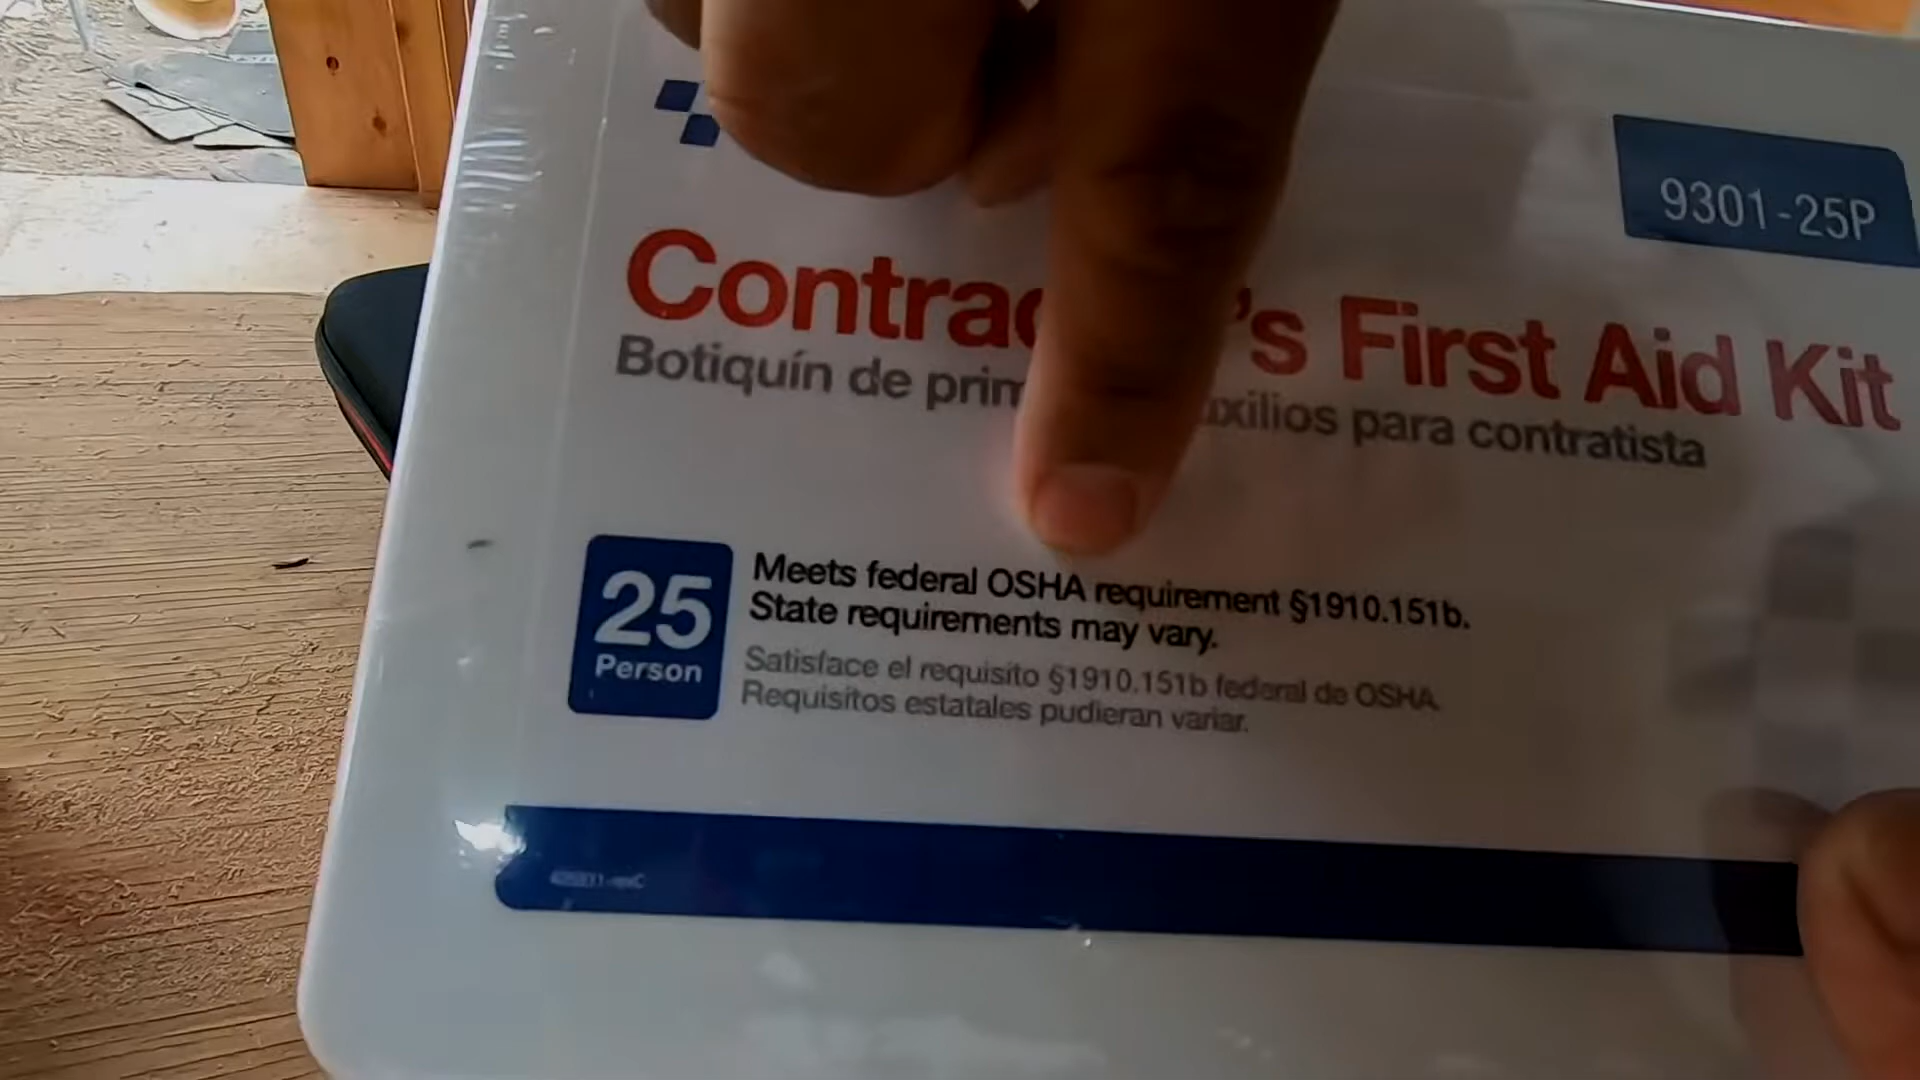 9301-25P
Contrac 's First Aid Kit
Botiquín de prim uxilios para contratista
25
Person
Meets federal OSHA requirement §1910.151b.
State requirements may vary.
Satisface el requisito §1910.151b federal de OSHA.
Requisitos estatales pudieran variar.